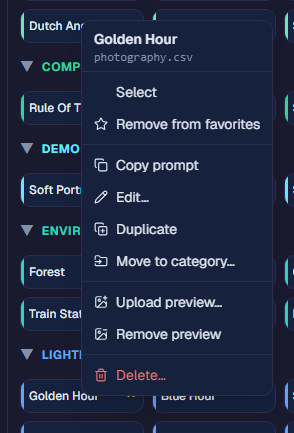 Dutch An
Golden Hour
photography.csv
COMP
Select
Rule Of T
Remove from favorites
DEMO
Copy prompt
Soft Port
Edit...
ENVIR
Duplicate
Forest
Move to category...
Train Stat
Upload preview...
Remove preview
LIGHT
Delete...
Golden Hour
Blue Hour